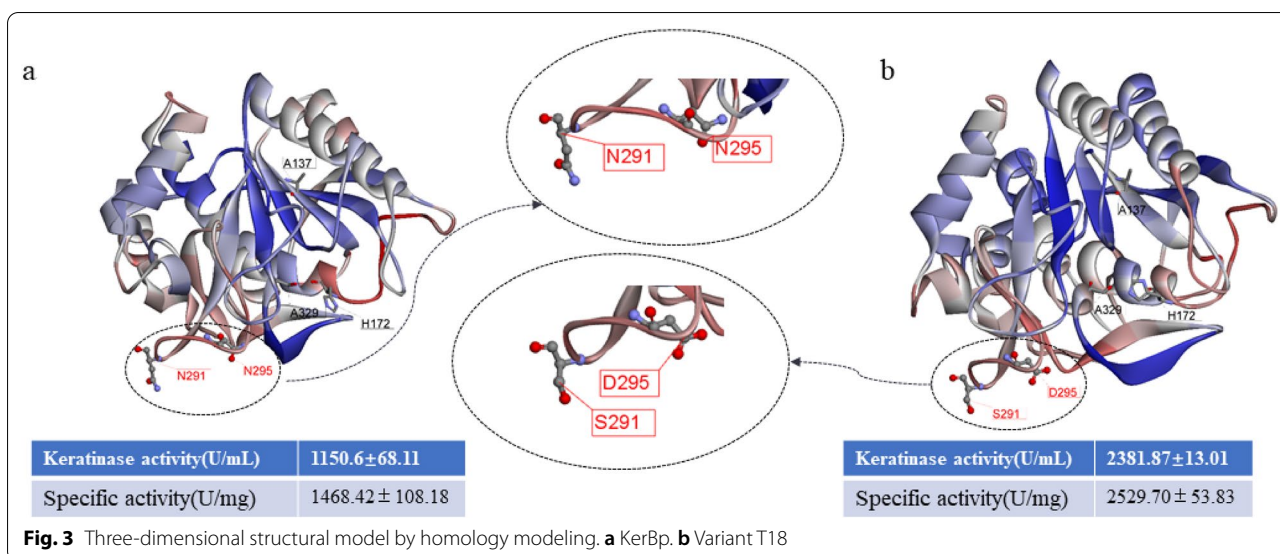 a
b
A137
A329
H172
N291
N295
N291
N295
D295
S291
A137
A329
H172
D295
S291
Keratinase activity(U/mL) 1150.6±68.11
Specific activity(U/mg) 1468.42 ± 108.18
Keratinase activity(U/mL) 2381.87±13.01
Specific activity(U/mg) 2529.70 ± 53.83
Fig. 3 Three-dimensional structural model by homology modeling. a KerBp. b Variant T18